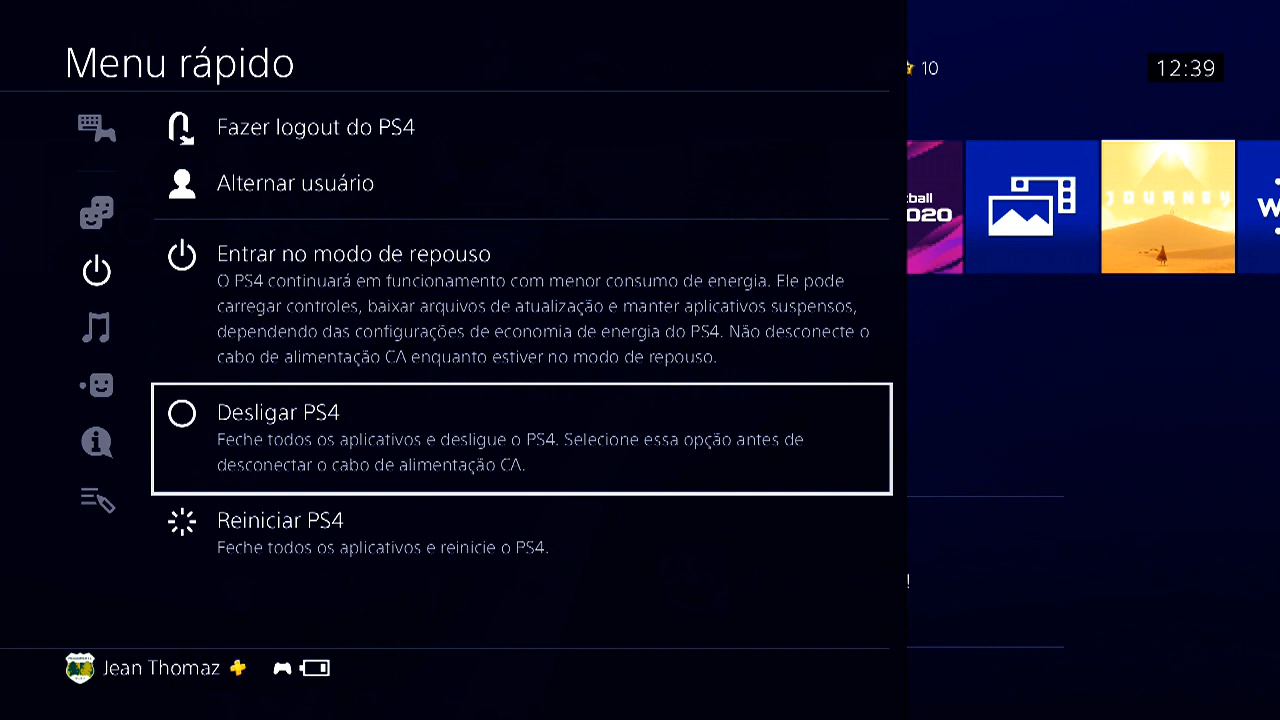 Menu rápido
10
12:39
Fazer logout do PS4
Alternar usuário
Entrar no modo de repouso
O PS4 continuará em funcionamento com menor consumo de energia. Ele pode
carregar controles, baixar arquivos de atualização e manter aplicativos suspensos,
dependendo das configurações de economia de energia do PS4. Não desconecte o
cabo de alimentação CA enquanto estiver no modo de repouso.
Desligar PS4
Feche todos os aplicativos e desligue o PS4. Selecione essa opção antes de
desconectar o cabo de alimentação CA.
Reiniciar PS4
Feche todos os aplicativos e reinicie o PS4.
Jean Thomaz
ball
2020
JOURNEY
W
!